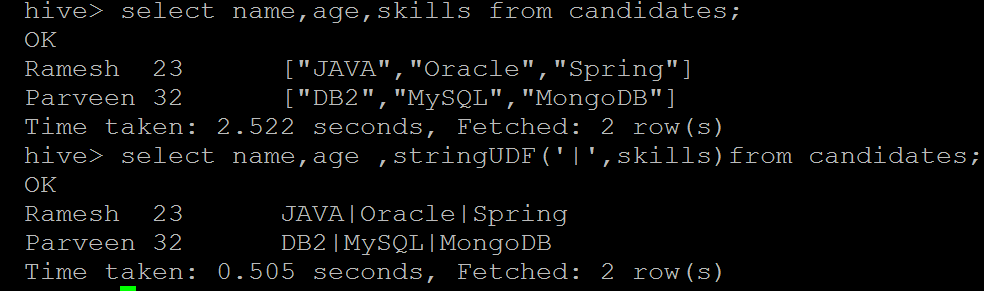 hive> select name,age,skills from candidates;
OK
Ramesh  23      ["JAVA","Oracle","Spring"]
Parveen 32      ["DB2","MySQL","MongoDB"]
Time taken: 2.522 seconds, Fetched: 2 row(s)
hive> select name,age ,stringUDF('|',skills)from candidates;
OK
Ramesh  23      JAVA|Oracle|Spring
Parveen 32      DB2|MySQL|MongoDB
Time taken: 0.505 seconds, Fetched: 2 row(s)